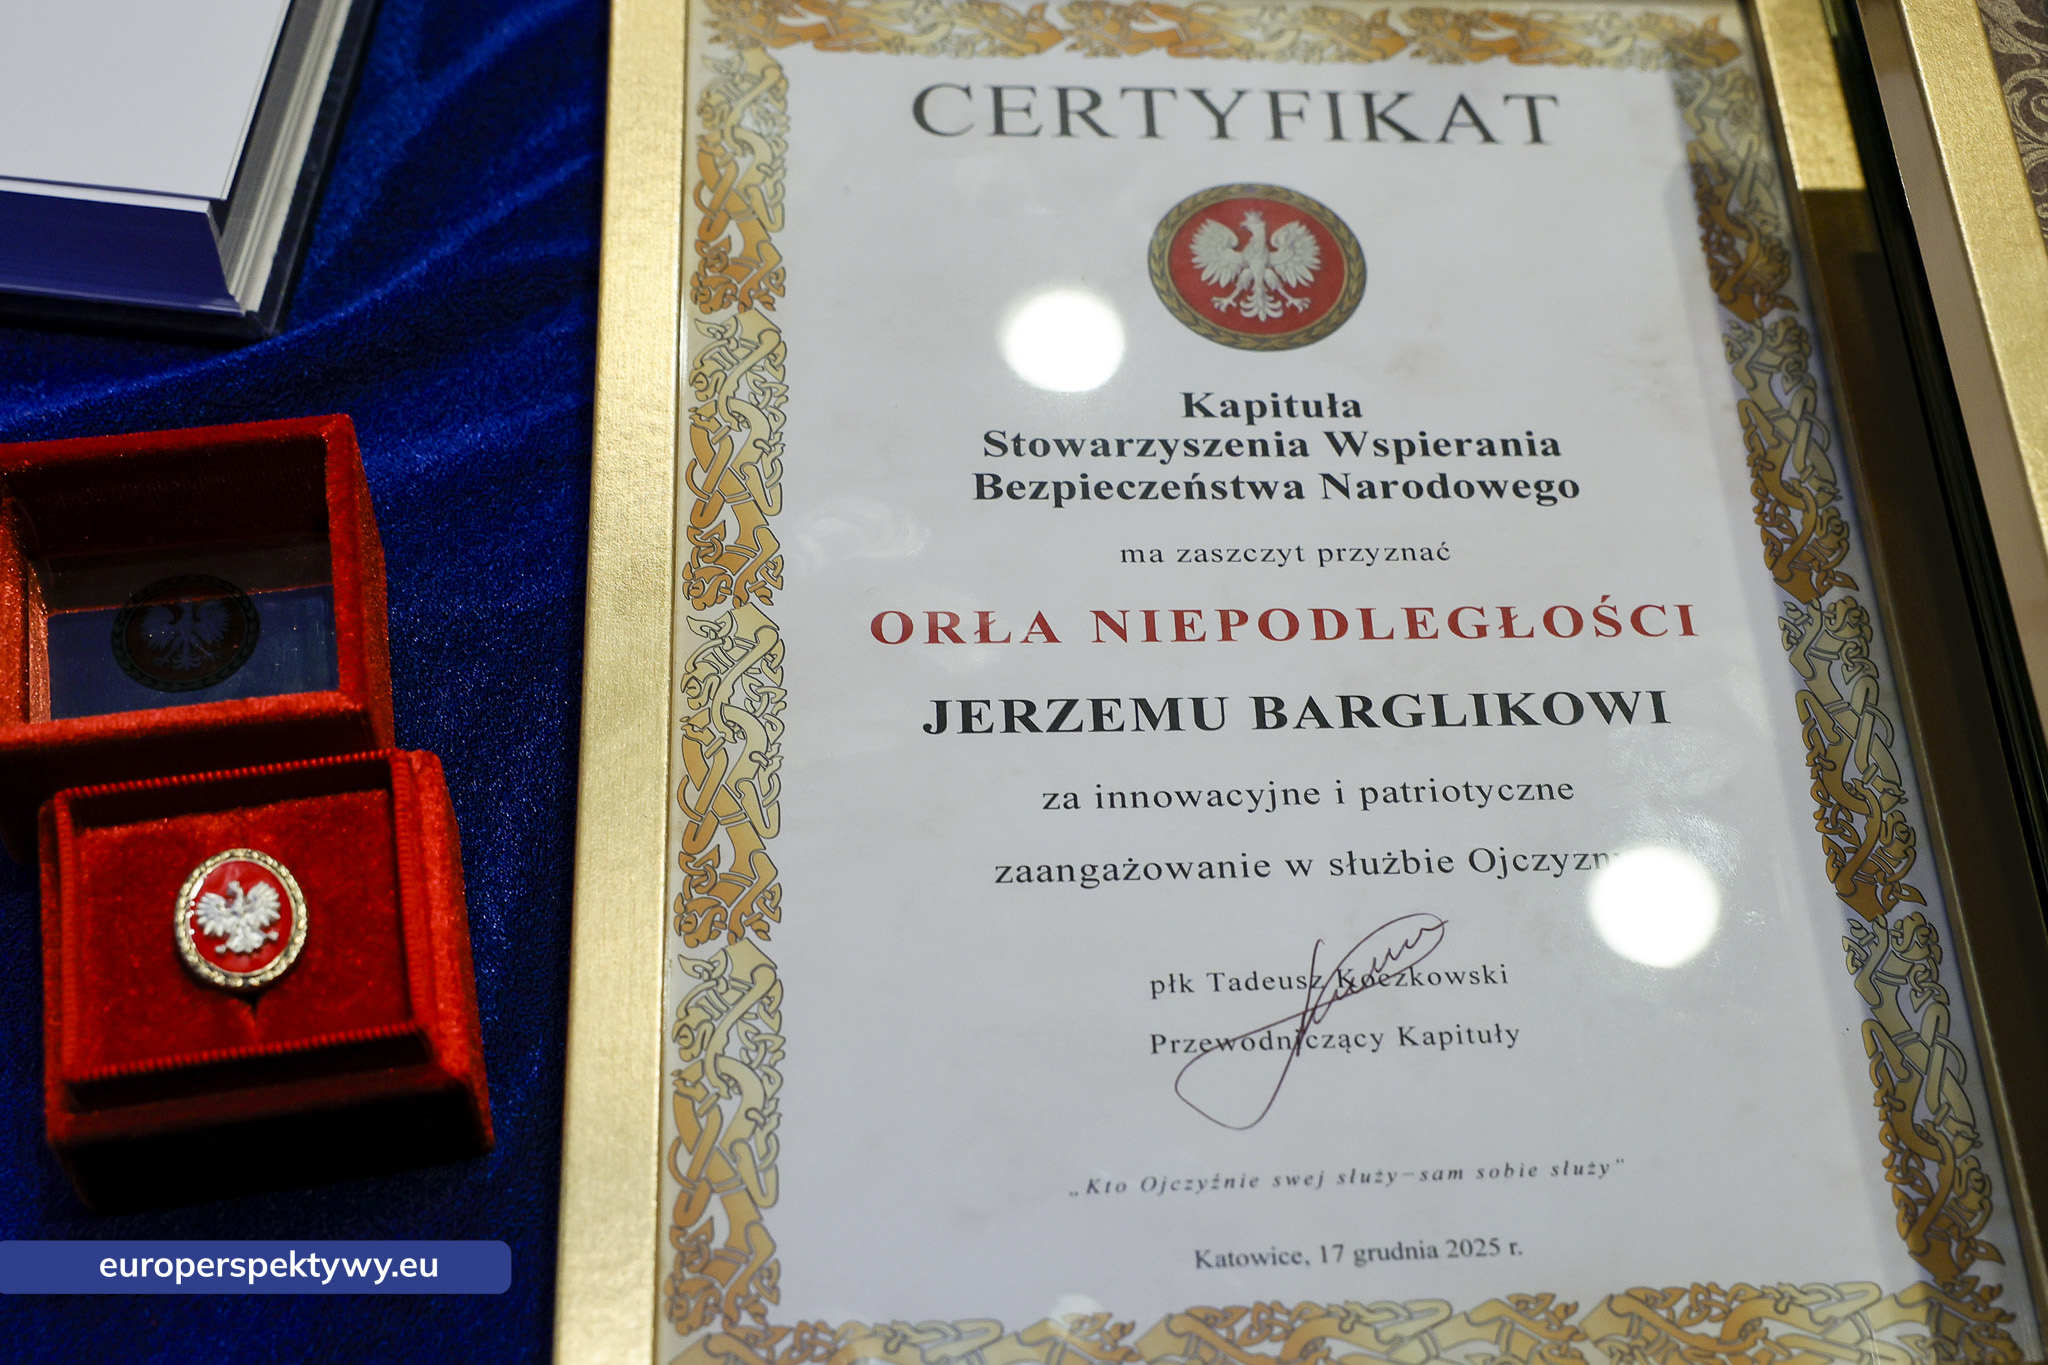 CERTYFIKAT
Kapituła
Stowarzyszenia Wspierania
Bezpieczeństwa Narodowego
ma zaszczyt przyznać
ORŁA NIEPODLEGŁOŚCI
JERZEMU BARGLIKOWI
za innowacyjne i patriotyczne
zaangażowanie w służbie
płk Tadeusz Koczkowski
Przewodniczący Kapituły
„Kto Ojczyźnie swej służy–sam sobie służy"
Katowice, 17 grudnia 2025 r.
europerspektywy.eu